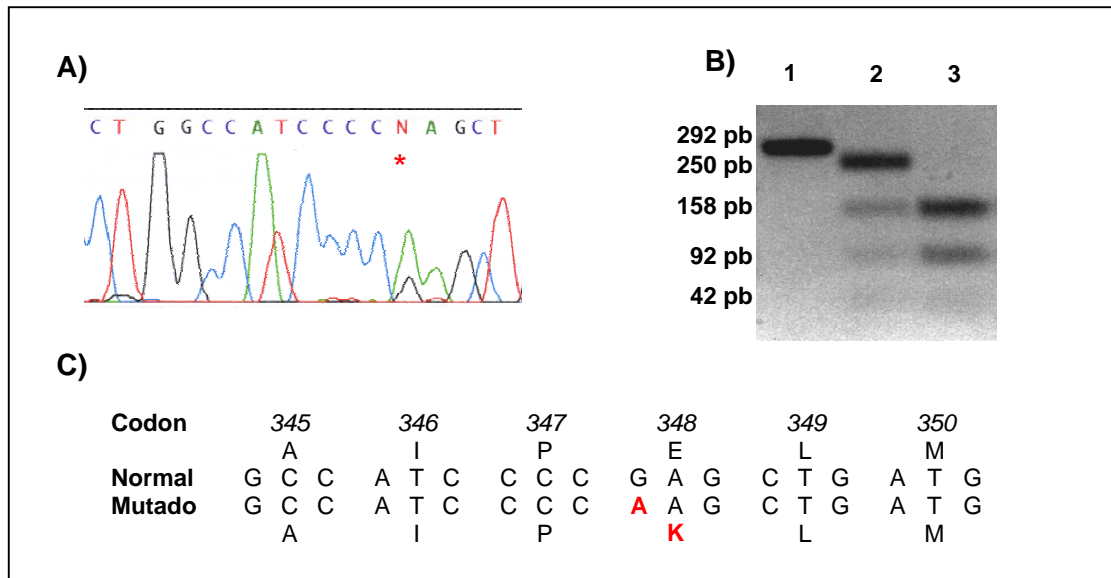 A)
C T G G C C A T C C C C N A G C T
*
B)
1 2 3
292 pb
250 pb
158 pb
92 pb
42 pb
C)
Codon 345 346 347 348 349 350
A I P E L M
Normal G C C A T C C C C G A G C T G A T G
Mutado G C C A T C C C C A A G C T G A T G
A I P K L M